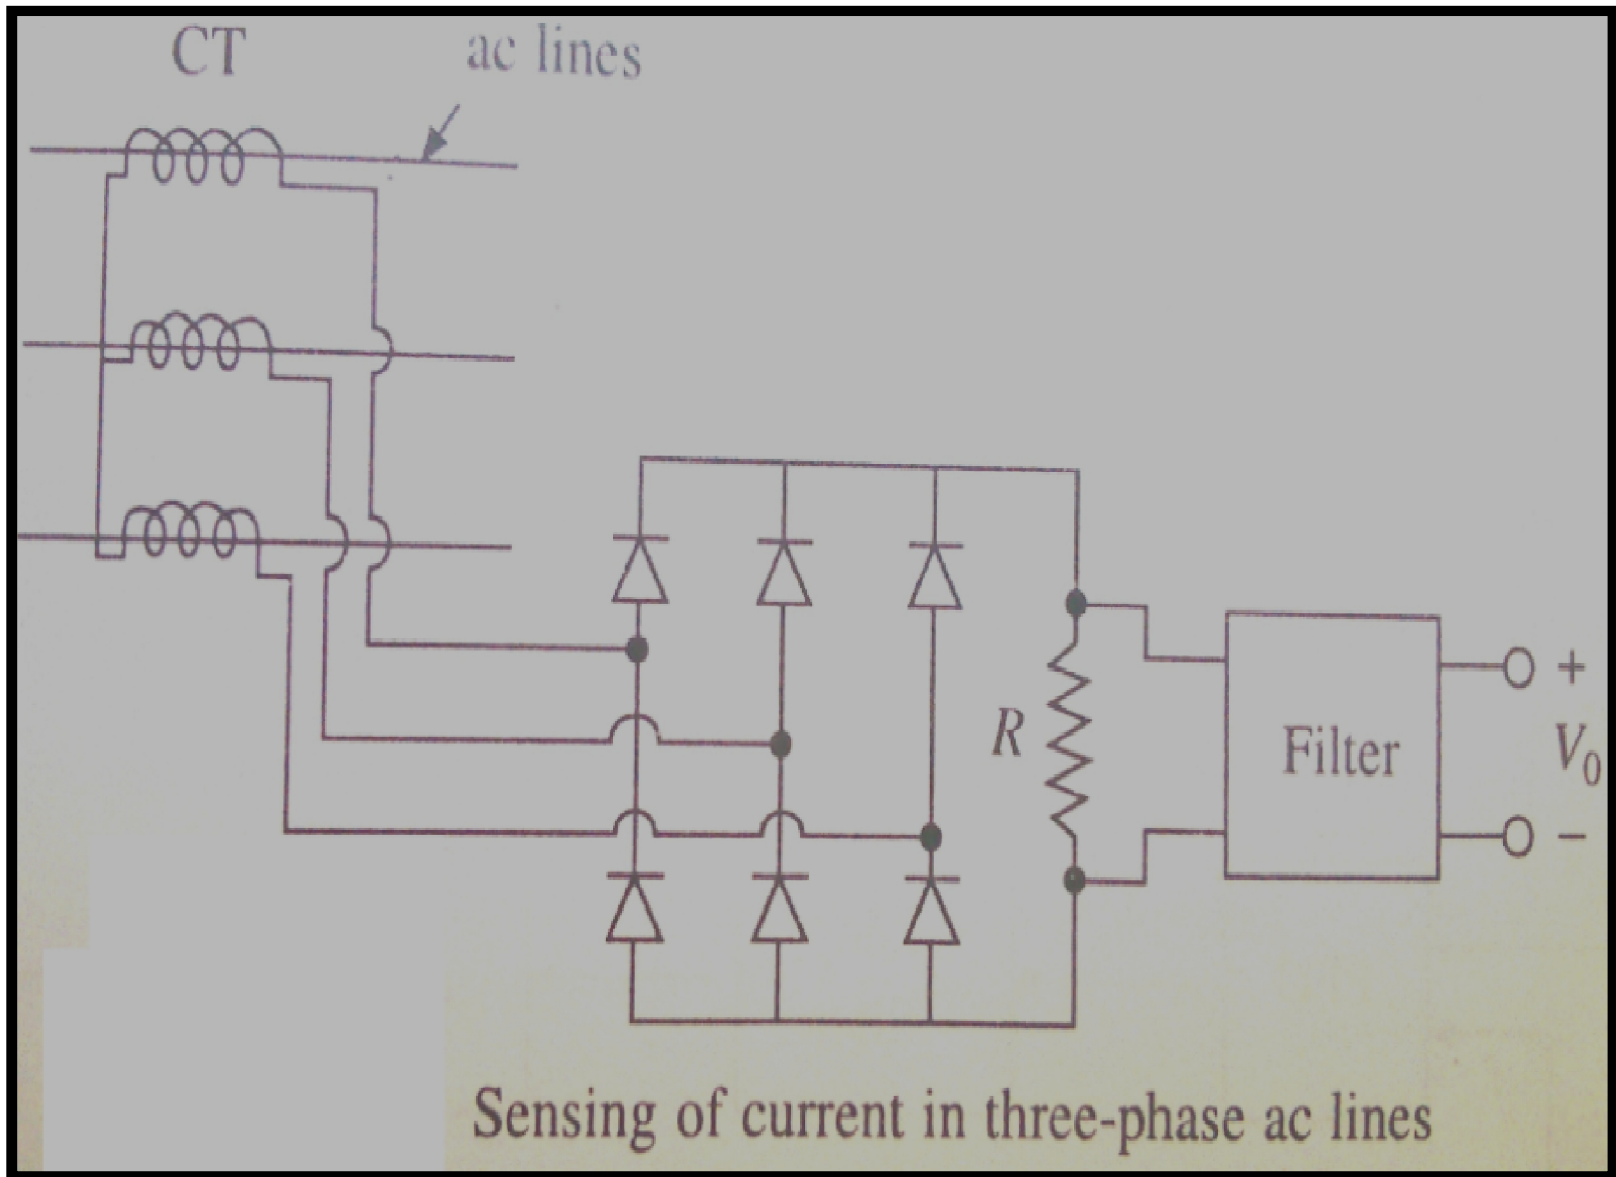 CT
ac lines
R
Filter
+
V0
−
Sensing of current in three-phase ac lines